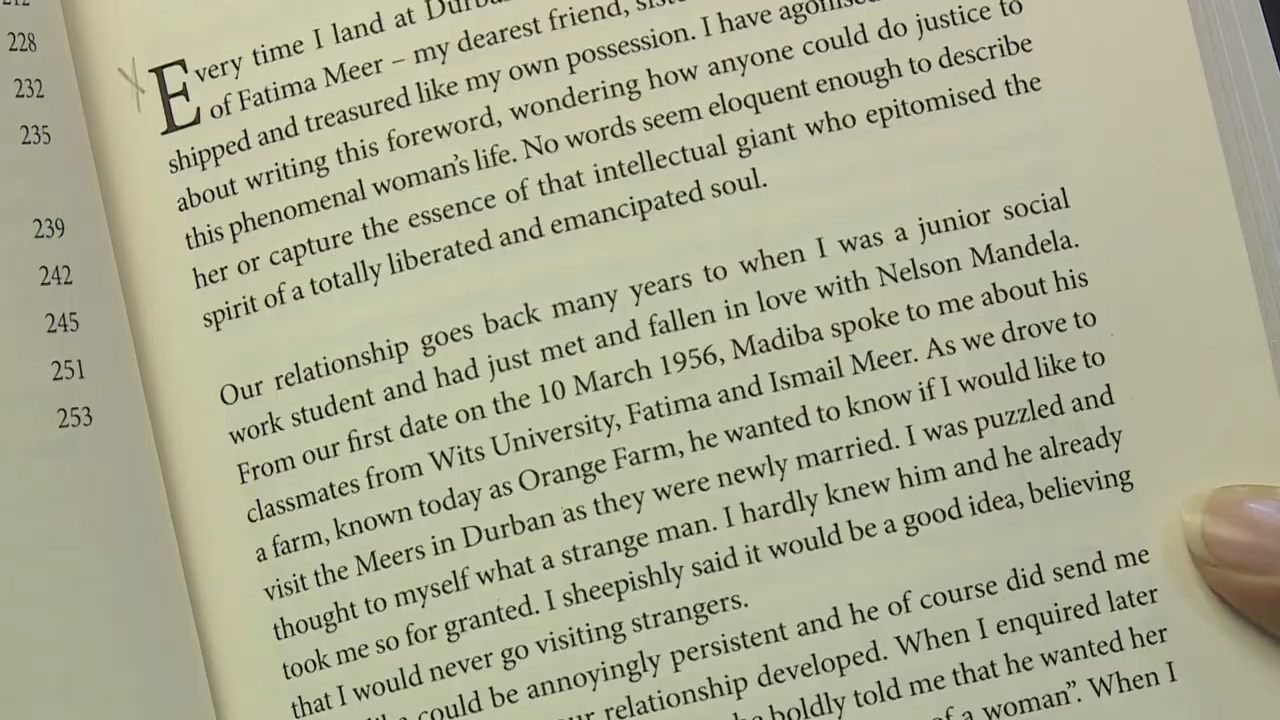 212
228
232
235
239
242
245
251
253
Every time I land at
of Fatima Meer – my dearest friend,
shipped and treasured like my own possession. I have
about writing this foreword, wondering how anyone could do justice to
this phenomenal woman's life. No words seem eloquent enough to describe
her or capture the essence of that intellectual giant who epitomised the
spirit of a totally liberated and emancipated soul.
Our relationship goes back many years to when I was a junior social
work student and had just met and fallen in love with Nelson Mandela.
From our first date on the 10 March 1956, Madiba spoke to me about his
classmates from Wits University, Fatima and Ismail Meer. As we drove to
a farm, known today as Orange Farm, he wanted to know if I would like to
visit the Meers in Durban as they were newly married. I was puzzled and
thought to myself what a strange man. I hardly knew him and he already
took me so for granted. I sheepishly said it would be a good idea, believing
that I would never go visiting strangers.
could be annoyingly persistent and he of course did send me
relationship developed. When I enquired later
boldly told me that he wanted her
of a woman". When I